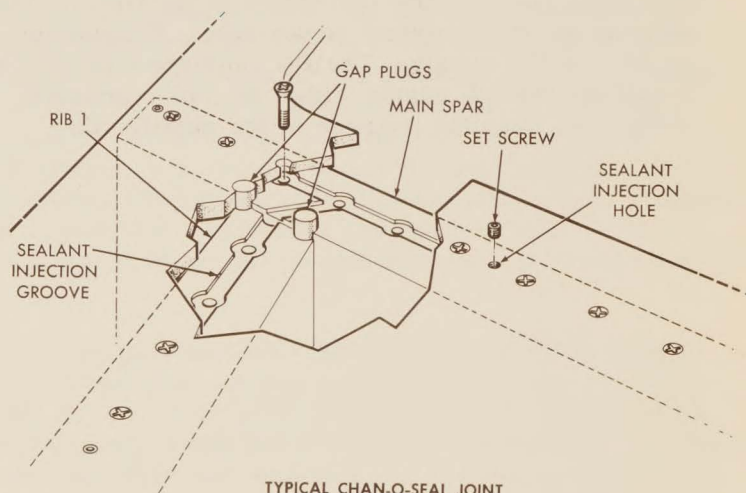 GAP PLUGS
RIB 1
MAIN SPAR
SET SCREW
SEALANT
INJECTION
HOLE
SEALANT
INJECTION
GROOVE
TYPICAL CHAN-O-SEAL JOINT